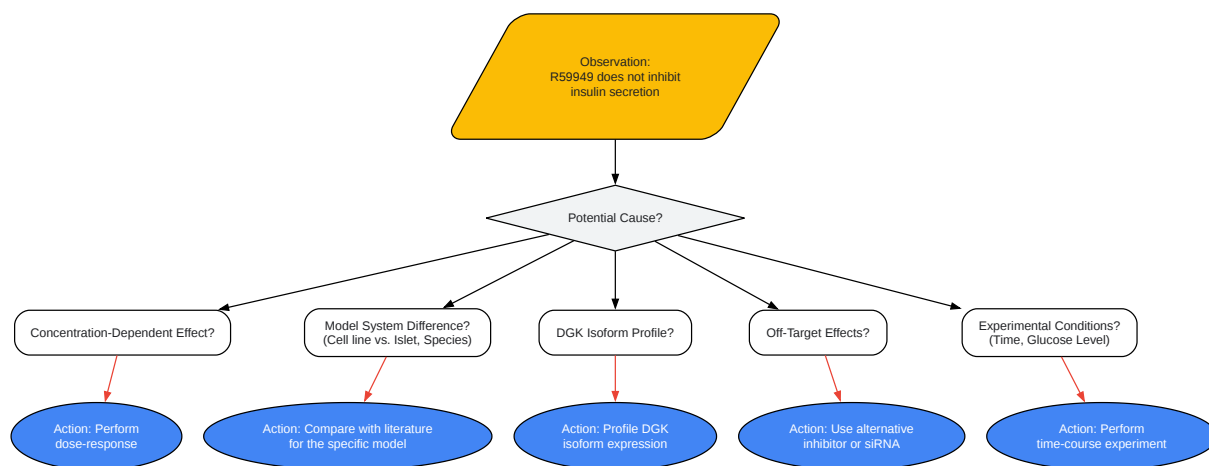 Observation:
R59949 does not inhibit
insulin secretion
Potential Cause?
Concentration-Dependent Effect?
Model System Difference?
(Cell line vs. Islet, Species)
DGK Isoform Profile?
Off-Target Effects?
Experimental Conditions?
(Time, Glucose Level)
Action: Perform
dose-response
Action: Compare with literature
for the specific model
Action: Profile DGK
isoform expression
Action: Use alternative
inhibitor or siRNA
Action: Perform
time-course experiment